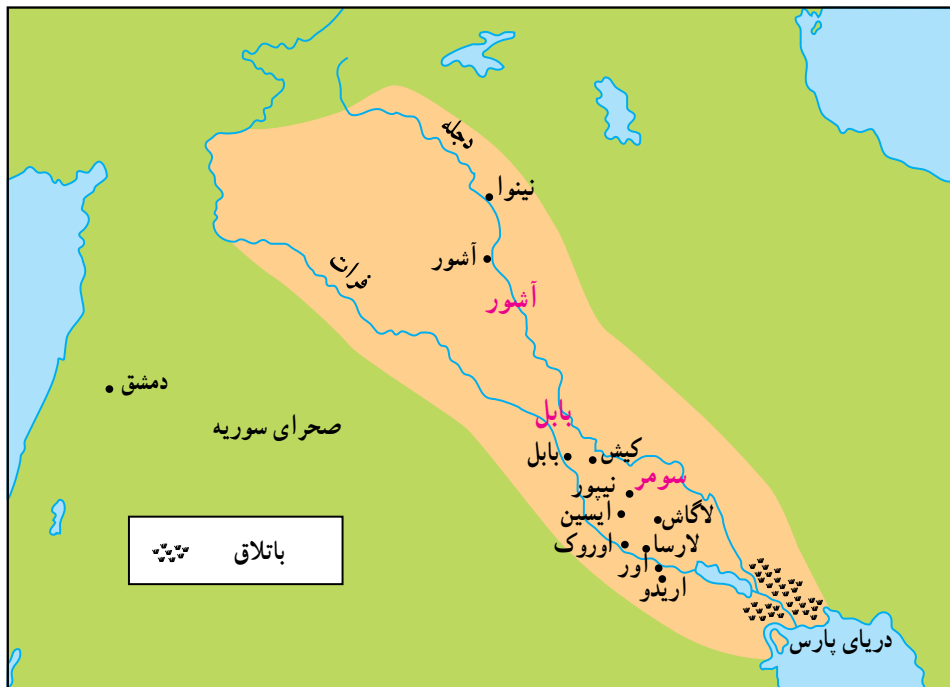 دجله
نینوا
فرات
آشور
آشور
دمشق
بابل
صحرای سوریه
کیش
بابل
سومر
نیپور
ایسین
لاگاش
اوروک
لارسا
باتلاق
اور
اریدو
دریای پارس